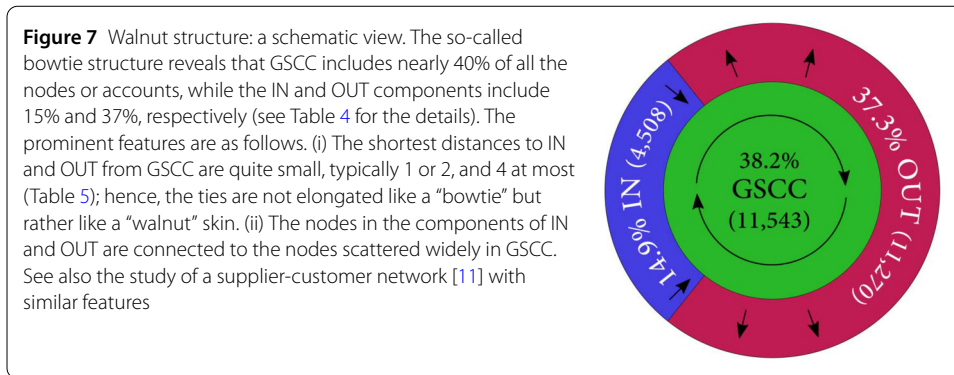 Figure 7 Walnut structure: a schematic view. The so-called
bowtie structure reveals that GSCC includes nearly 40% of all the
nodes or accounts, while the IN and OUT components include
15% and 37%, respectively (see Table 4 for the details). The
prominent features are as follows. (i) The shortest distances to IN
and OUT from GSCC are quite small, typically 1 or 2, and 4 at most
(Table 5); hence, the ties are not elongated like a “bowtie” but
rather like a “walnut” skin. (ii) The nodes in the components of IN
and OUT are connected to the nodes scattered widely in GSCC.
See also the study of a supplier-customer network [11] with
similar features
14.9% IN (4,508)
38.2%
GSCC
(11,543)
37.3% OUT (11,270)